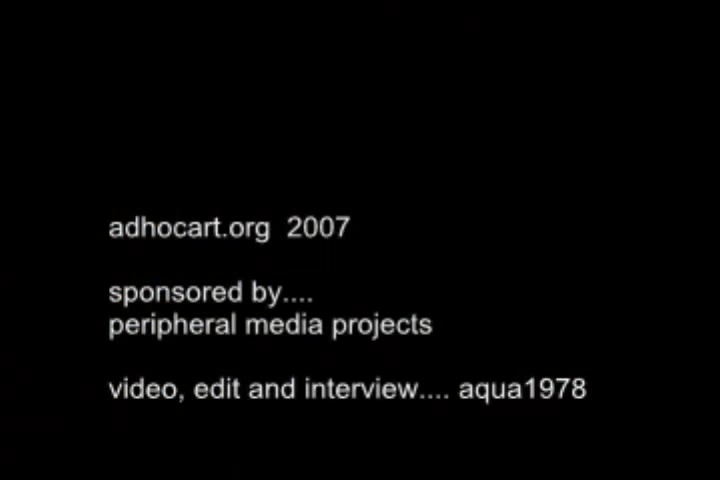 adhocart.org 2007
sponsored by....
peripheral media projects
video, edit and interview.... aqua1978